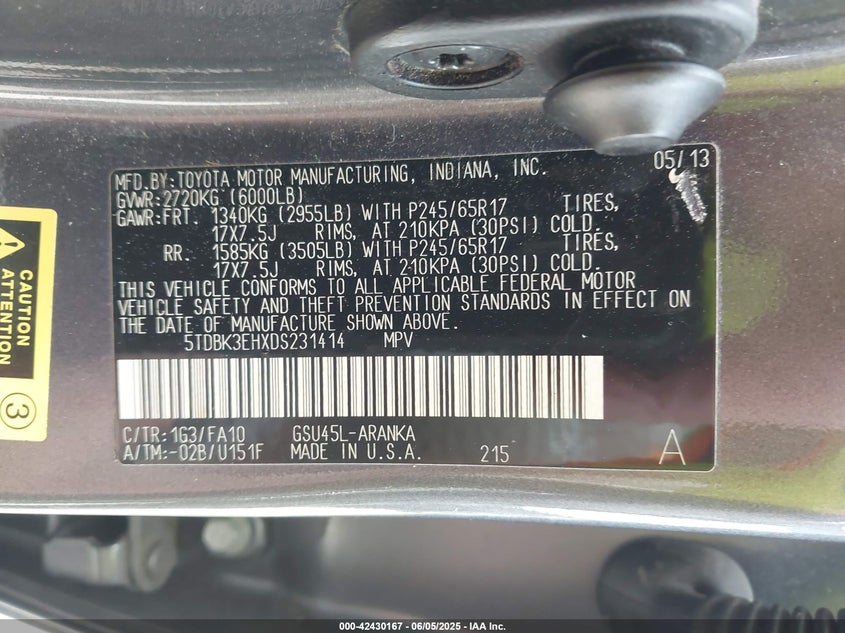 05/13
MFD.BY:TOYOTA MOTOR MANUFACTURING, INDIANA, INC.
GVWR:2720KG (6000LB)
GAWR:FRT. 1340KG (2955LB) WITH P245/65R17 TIRES,
17X7.5J RIMS, AT 210KPA (30PSI) COLD.
RR. 1585KG (3505LB) WITH P245/65R17 TIRES,
17X7.5J RIMS, AT 210KPA (30PSI) COLD.
THIS VEHICLE CONFORMS TO ALL APPLICABLE FEDERAL MOTOR
VEHICLE SAFETY AND THEFT PREVENTION STANDARDS IN EFFECT ON
THE DATE OF MANUFACTURE SHOWN ABOVE.
5TDBK3EHXDS231414 MPV
C/TR:1G3/FA10 GSU45L-ARANKA
A/TM:-02B/U151F MADE IN U.S.A. 215 A
CAUTION
ATTENTION
3
000-42430167 - 06/05/2025 - IAA Inc.